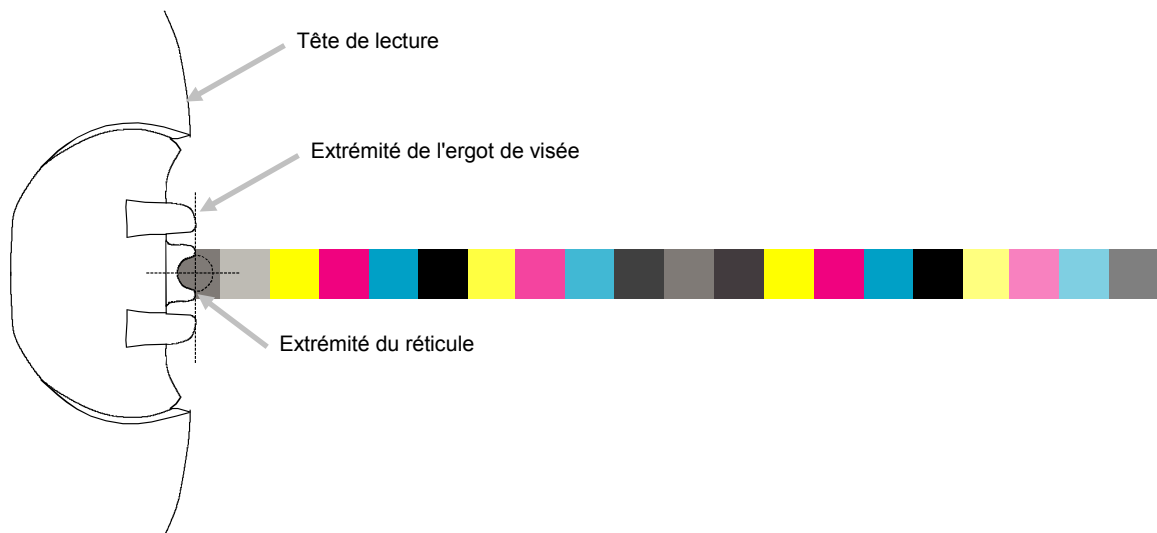 Tête de lecture
Extrémité de l'ergot de visée
Extrémité du réticule